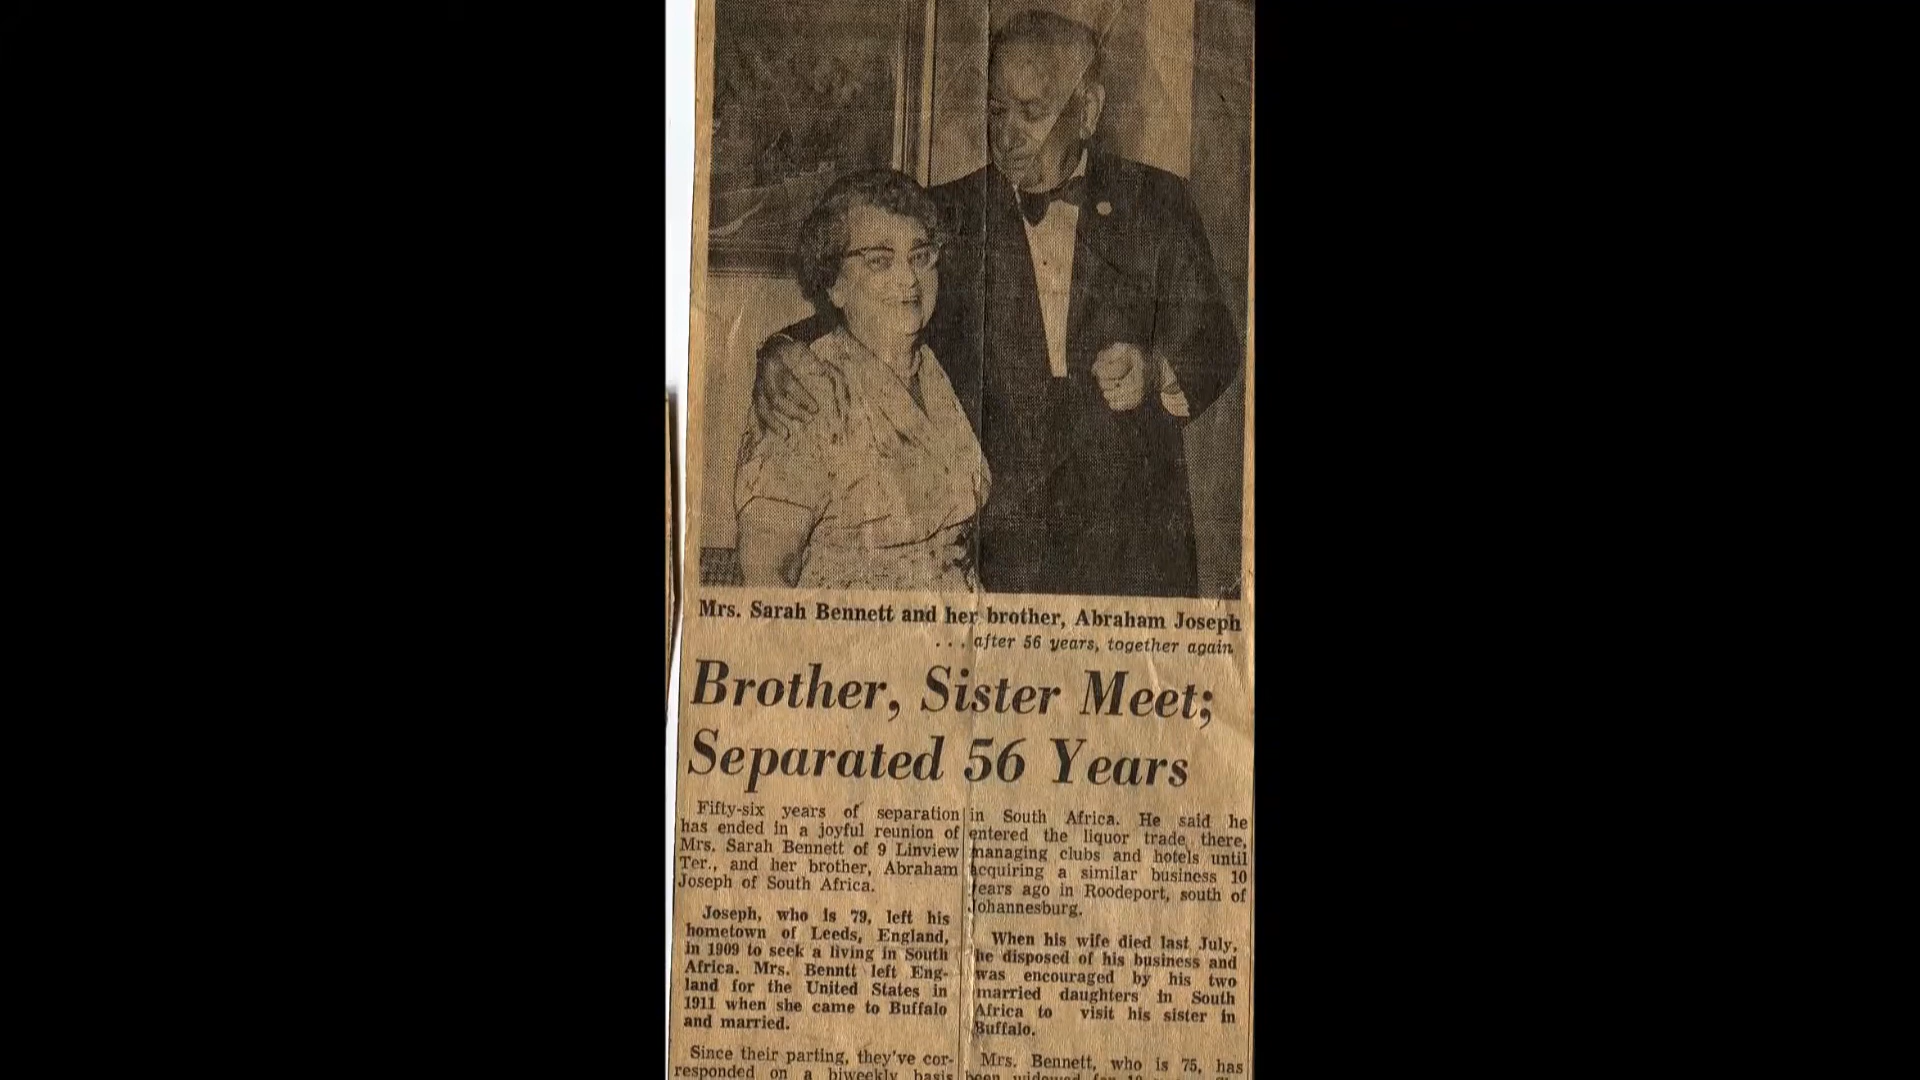 Mrs. Sarah Bennett and her brother, Abraham Joseph
. . . after 56 years, together again
Brother, Sister Meet;
Separated 56 Years
Fifty-six years of separation
has ended in a joyful reunion of
Mrs. Sarah Bennett of 9 Linview
Ter., and her brother, Abraham
Joseph of South Africa.
Joseph, who is 79, left his
hometown of Leeds, England,
in 1909 to seek a living in South
Africa. Mrs. Benntt left Eng-
land for the United States in
1911 when she came to Buffalo
and married.
Since their parting, they've cor-
responded on a biweekly basis
in South Africa. He said he
entered the liquor trade there,
managing clubs and hotels until
acquiring a similar business 10
years ago in Roodeport, south of
Johannesburg.
When his wife died last July,
he disposed of his business and
was encouraged by his two
married daughters in South
Africa to visit his sister in
Buffalo.
Mrs. Bennett, who is 75, has
been widowed for